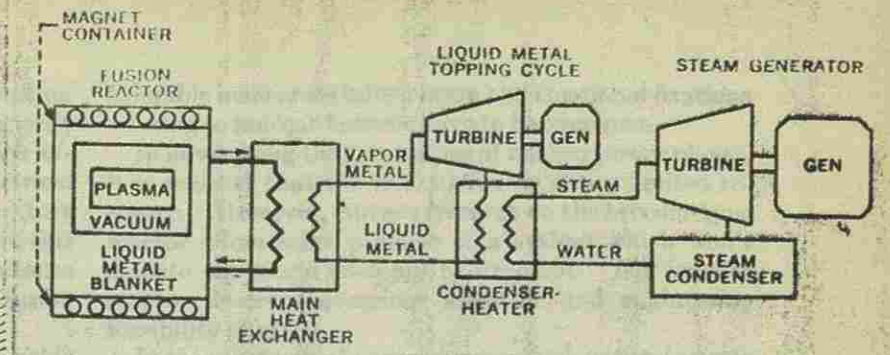 MAGNET
CONTAINER
FUSION
REACTOR
PLASMA
VACUUM
LIQUID
METAL
BLANKET
MAIN
HEAT
EXCHANGER
VAPOR
METAL
LIQUID
METAL
LIQUID METAL
TOPPING CYCLE
TURBINE
GEN
CONDENSER-
HEATER
STEAM
WATER
STEAM GENERATOR
TURBINE
GEN
STEAM
CONDENSER